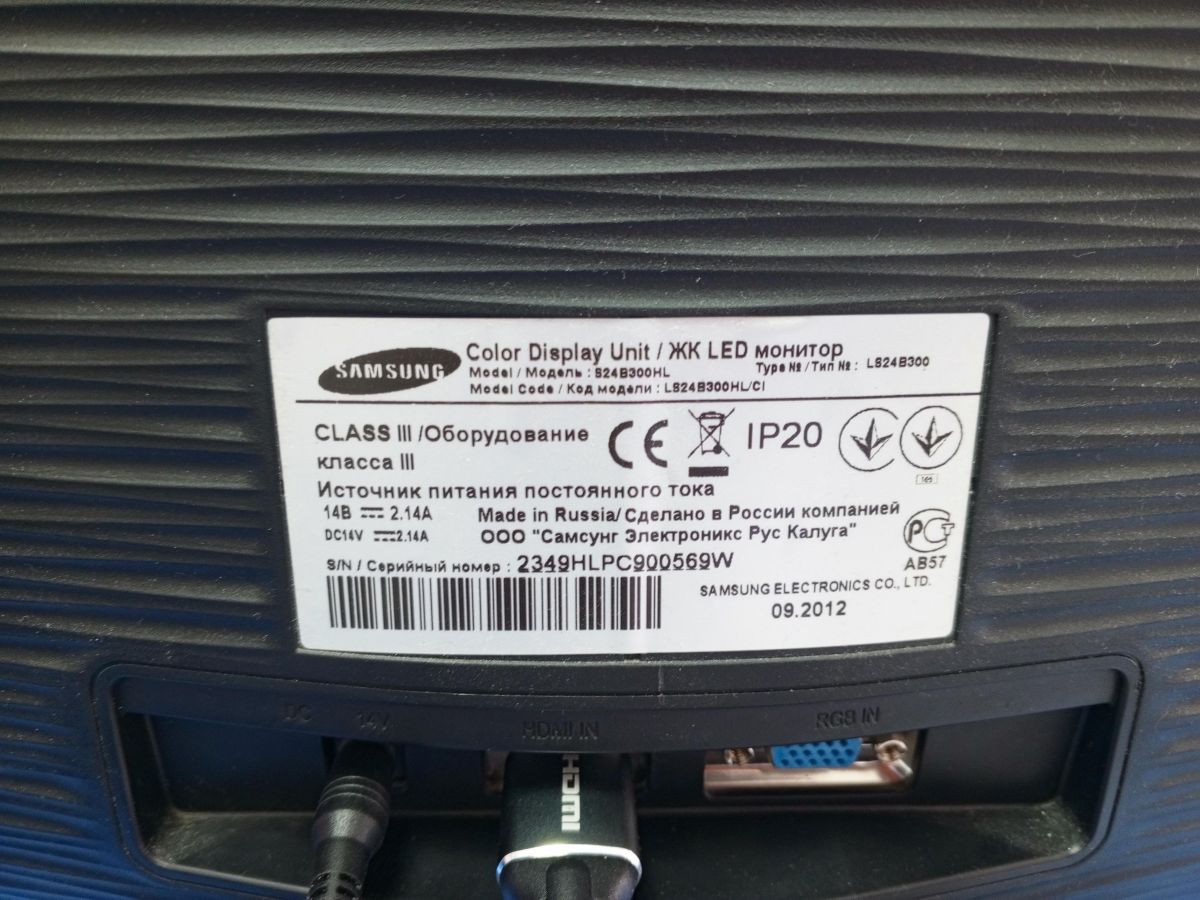 SAMSUNG
Color Display Unit / ЖК LED монитор
Model / Модель : S24B300HL
Type № / Тип № : LS24B300
Model Code / Код модели : LS24B300HL/CI
CLASS III /Оборудование
класса III
IP20
165
Источник питания постоянного тока
14В 2.14A
DC14V 2.14A
Made in Russia/ Сделано в России компанией
ООО "Самсунг Электроникс Рус Калуга"
АВ57
S/N / Серийный номер : 2349HLPC900569W
SAMSUNG ELECTRONICS CO., LTD.
09.2012
DC 14V
HDMI IN
RGB IN
HDMI